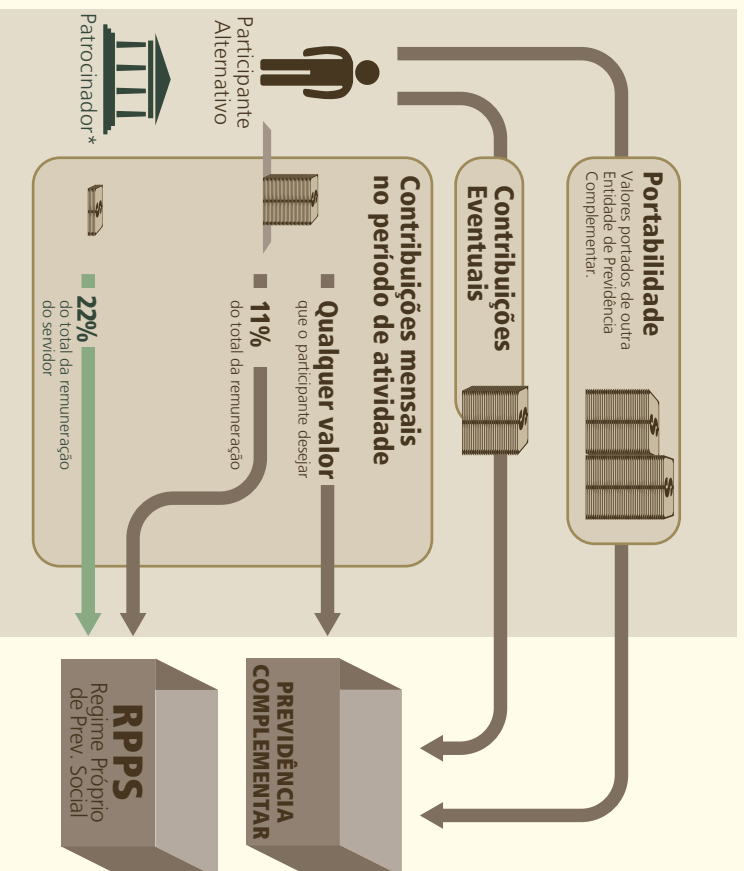 Portabilidade
Valores portados de outra
Entidade de Previdência
Complementar.
Contribuições
Eventuais
Participante
Alternativo
Patrocinador*
Contribuições mensais
no período de atividade
Qualquer valor
que o participante desejar
11%
do total da remuneração
22%
do total da remuneração
do servidor
PREVIDÊNCIA
COMPLEMENTAR
RPPS
Regime Próprio
de Prev. Social
$
$
$
$
$